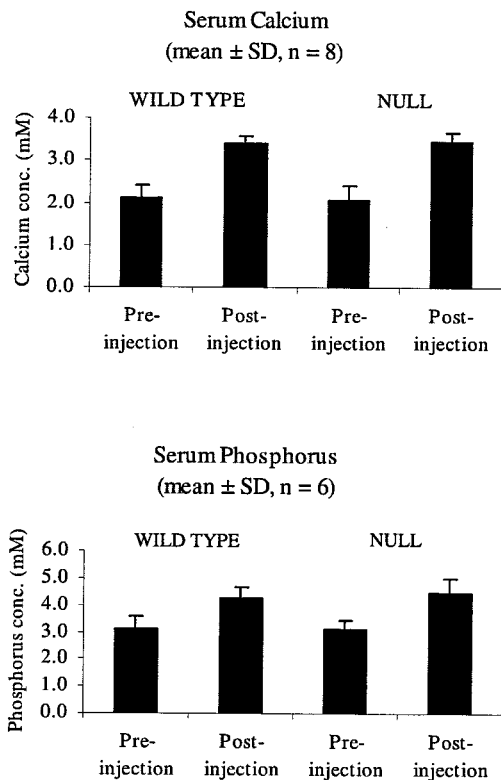 Serum Calcium
(mean ± SD, n = 8)
WILD TYPE NULL
Calcium conc. (mM)
4.0
3.0
2.0
1.0
0.0
Pre- Post- Pre- Post-
injection injection injection injection
Serum Phosphorus
(mean ± SD, n = 6)
WILD TYPE NULL
Phosphorus conc. (mM)
6.0
5.0
4.0
3.0
2.0
1.0
0.0
Pre- Post- Pre- Post-
injection injection injection injection